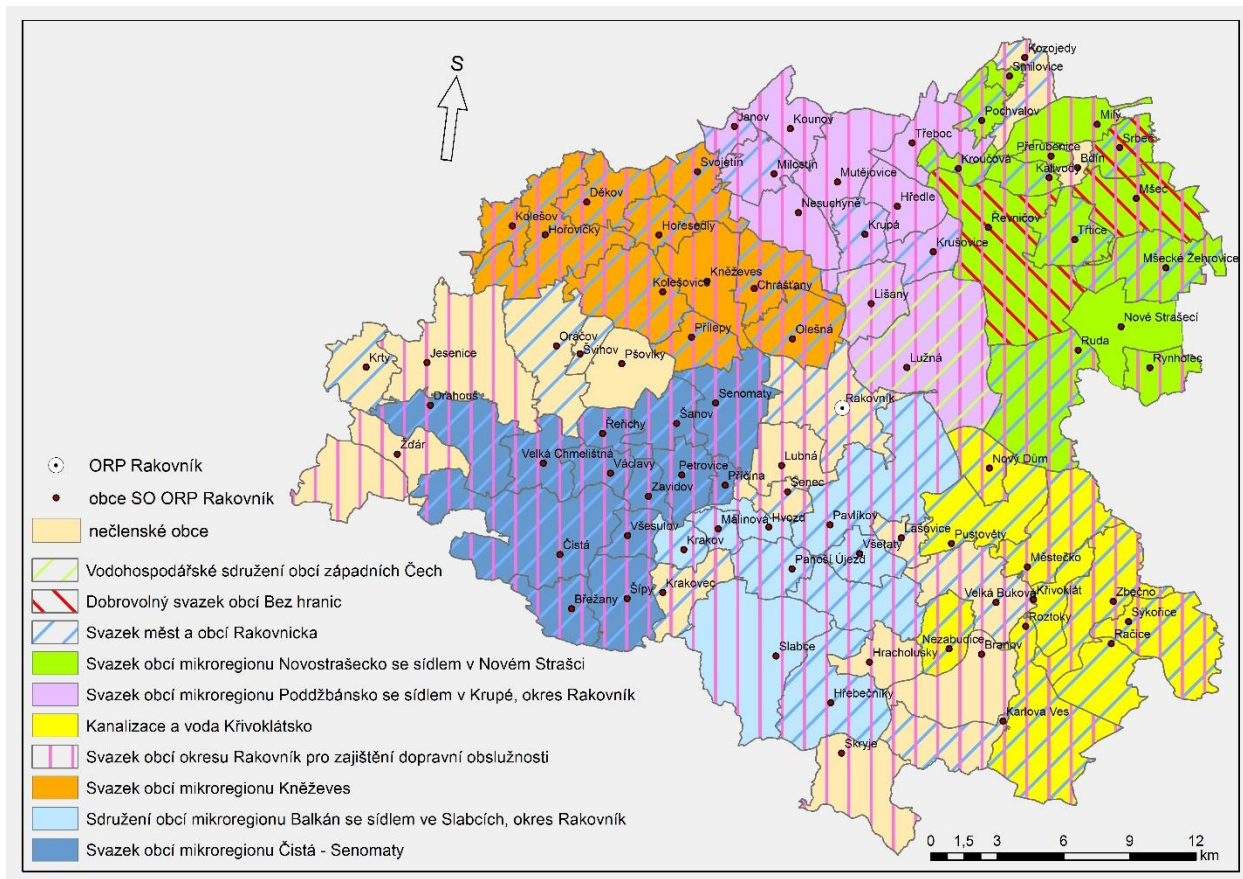 S
Kozojedy
Smilovice
Pochvalov
Milý
Srbeč
Janov
Kounov
Třeboc
Přerubenice
Bdín
Kroučová
Kalivody
Svojetín
Milostín
Mutějovice
Mšec
Děkov
Nesuchyně
Hředle
Řevničov
Kolešov
Hořovičky
Hořesedly
Krupá
Třtice
Krušovice
Mšecké Žehrovice
Kněževes
Kolešovice
Chrášťany
Lišany
Nové Strašecí
Přílepy
Olešná
Oráčov
Švihov
Pšovlky
Ruda
Krty
Jesenice
Lužná
Rynholec
Drahouš
Senomaty
Rakovník
Šanov
Řeřichy
Žďár
Velká Chmelištná
Václavy
Petrovice
Lubná
Nový Dům
Zavidov
Příčina
Šenec
Všesulov
Malinová
Hvozd
Pavlíkov
Lašovice
Pustověty
Čistá
Krakov
Panoší Újezd
Všetaty
Městečko
Šípy
Krakovec
Velká Buková
Křivoklát
Zbečno
Břežany
Roztoky
Sýkořice
Račice
Slabce
Hracholusky
Nezabudice
Branov
Hřebečníky
Karlova Ves
Skryje
ORP Rakovník
obce SO ORP Rakovník
nečlenské obce
Vodohospodářské sdružení obcí západních Čech
Dobrovolný svazek obcí Bez hranic
Svazek měst a obcí Rakovnicka
Svazek obcí mikroregionu Novostrašecko se sídlem v Novém Strašci
Svazek obcí mikroregionu Poddžbánsko se sídlem v Krupé, okres Rakovník
Kanalizace a voda Křivoklátsko
Svazek obcí okresu Rakovník pro zajištění dopravní obslužnosti
Svazek obcí mikroregionu Kněževes
Sdružení obcí mikroregionu Balkán se sídlem ve Slabcích, okres Rakovník
Svazek obcí mikroregionu Čistá - Senomaty
0 1,5 3 6 9 12
km